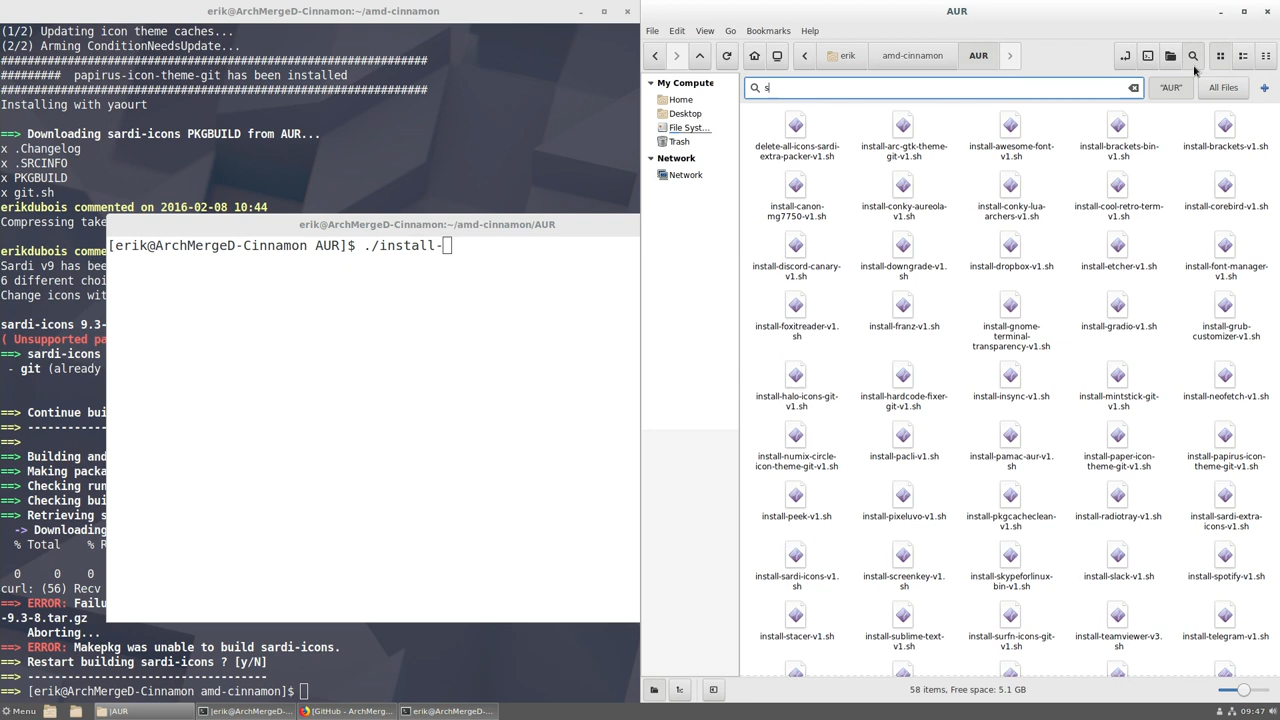 erik@ArchMergeD-Cinnamon:~/amd-cinnamon
(1/2) Updating icon theme caches...
(2/2) Arming ConditionNeedsUpdate...
################################################################
######### papirus-icon-theme-git has been installed
################################################################
Installing with yaourt
==> Downloading sardi-icons PKGBUILD from AUR...
x .Changelog
x .SRCINFO
x PKGBUILD
x git.sh
erikdubois commented on 2016-02-08 10:44
Compressing take
erikdubois comme
Sardi v9 has bee
6 different choi
Change icons wit
sardi-icons 9.3-
( Unsupported pa
==> sardi-icons
- git (already
==> Continue bui
==> ------------
==>
==> Building and
==> Making packa
==> Checking run
==> Checking bui
==> Retrieving s
-> Downloading
% Total % R
0 0 0
curl: (56) Recv
==> ERROR: Failu
-9.3-8.tar.gz
Aborting...
==> ERROR: Makepkg was unable to build sardi-icons.
==> Restart building sardi-icons ? [y/N]
==> ----------------------------------
==> [erik@ArchMergeD-Cinnamon amd-cinnamon]$
erik@ArchMergeD-Cinnamon:~/amd-cinnamon/AUR
[erik@ArchMergeD-Cinnamon AUR]$ ./install-
AUR
File Edit View Go Bookmarks Help
erik amd-cinnamon AUR
My Compute
Home
Desktop
File Syst...
Trash
Network
Network
s
"AUR" All Files
delete-all-icons-sardi-extra-packer-v1.sh
install-arc-gtk-theme-git-v1.sh
install-awesome-font-v1.sh
install-brackets-bin-v1.sh
install-brackets-v1.sh
install-canon-mg7750-v1.sh
install-conky-aureola-v1.sh
install-conky-lua-archers-v1.sh
install-cool-retro-term-v1.sh
install-corebird-v1.sh
install-discord-canary-v1.sh
install-downgrade-v1.sh
install-dropbox-v1.sh
install-etcher-v1.sh
install-font-manager-v1.sh
install-foxitreader-v1.sh
install-franz-v1.sh
install-gnome-terminal-transparency-v1.sh
install-gradio-v1.sh
install-grub-customizer-v1.sh
install-halo-icons-git-v1.sh
install-hardcode-fixer-git-v1.sh
install-insync-v1.sh
install-mintstick-git-v1.sh
install-neofetch-v1.sh
install-numix-circle-icon-theme-git-v1.sh
install-pacli-v1.sh
install-pamac-aur-v1.sh
install-paper-icon-theme-git-v1.sh
install-papirus-icon-theme-git-v1.sh
install-peek-v1.sh
install-pixeluvo-v1.sh
install-pkgcacheclean-v1.sh
install-radiotray-v1.sh
install-sardi-extra-icons-v1.sh
install-sardi-icons-v1.sh
install-screenkey-v1.sh
install-skypeforlinux-bin-v1.sh
install-slack-v1.sh
install-spotify-v1.sh
install-stacer-v1.sh
install-sublime-text-v1.sh
install-surfn-icons-git-v1.sh
install-teamviewer-v3.sh
install-telegram-v1.sh
58 items, Free space: 5.1 GB
Menu
[AUR
[erik@ArchMergeD-...
[GitHub - ArchMerg...
erik@ArchMergeD-...
09:47